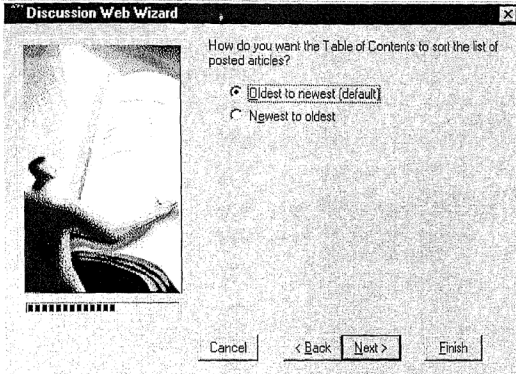 Discussion Web Wizard
How do you want the Table of Contents to sort the list of
posted articles?
Oldest to newest (default)
Newest to oldest
Cancel
< Back
Next >
Finish